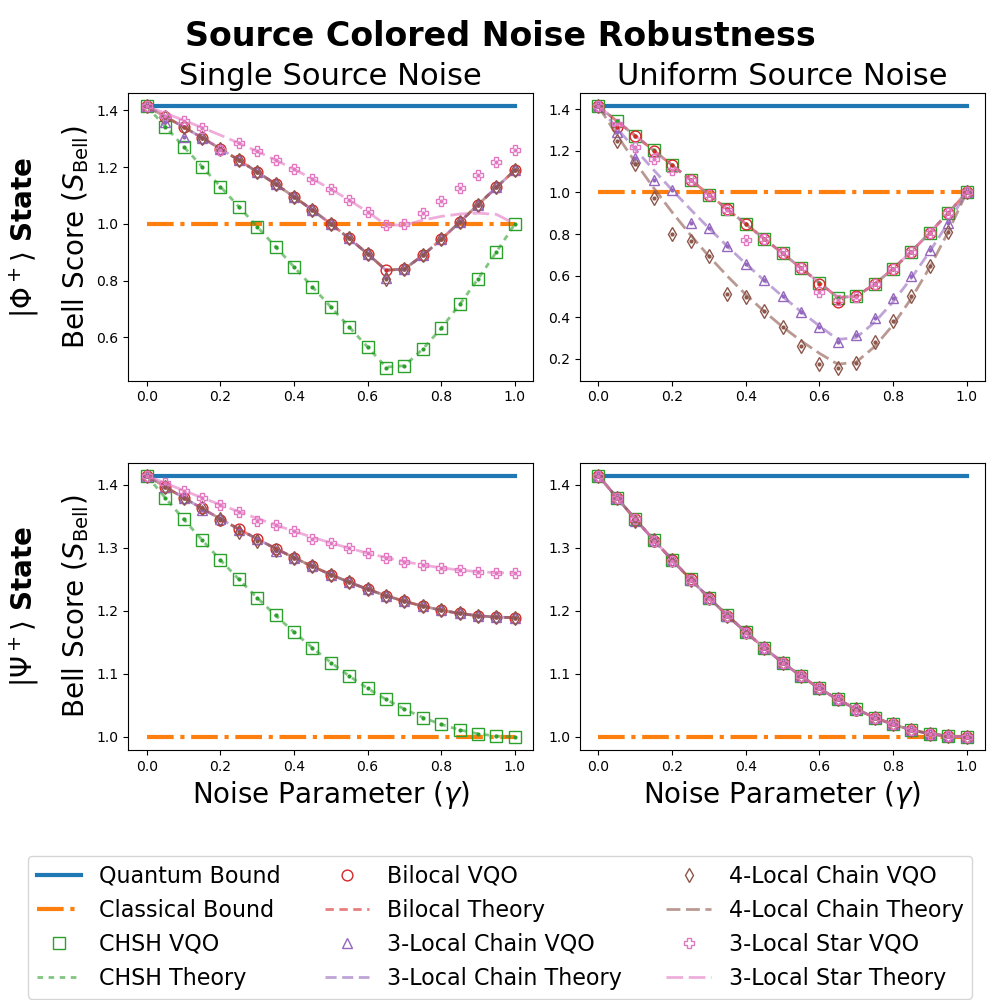 Source Colored Noise Robustness
Single Source Noise
Uniform Source Noise
|Φ⁺⟩ State
Bell Score (S_Bell)
1.4
1.2
1.0
0.8
0.6
0.0 0.2 0.4 0.6 0.8 1.0
1.4
1.2
1.0
0.8
0.6
0.4
0.2
0.0 0.2 0.4 0.6 0.8 1.0
|Ψ⁺⟩ State
Bell Score (S_Bell)
1.4
1.3
1.2
1.1
1.0
0.0 0.2 0.4 0.6 0.8 1.0
Noise Parameter (γ)
1.4
1.3
1.2
1.1
1.0
0.0 0.2 0.4 0.6 0.8 1.0
Noise Parameter (γ)
Quantum Bound
Classical Bound
CHSH VQO
CHSH Theory
Bilocal VQO
Bilocal Theory
3-Local Chain VQO
3-Local Chain Theory
4-Local Chain VQO
4-Local Chain Theory
3-Local Star VQO
3-Local Star Theory